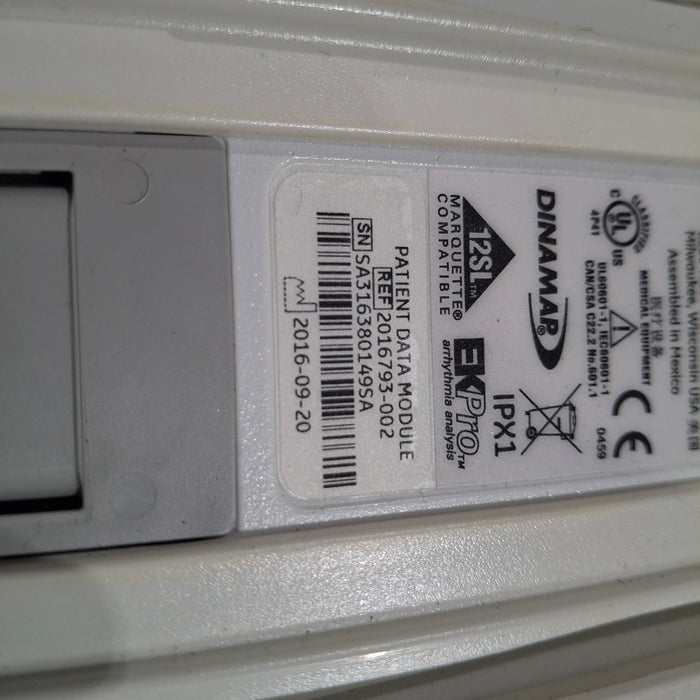 Milwaukee, Wisconsin USA 美国
Assembled in Mexico
医疗设备
MEDICAL EQUIPMENT
CLASSIFIED
C UL US
4P41
UL60601-1, IEC60601-1
CAN/CSA C22.2 No.601.1
CE
0459
DINAMAP®
IPX1
12SL™
MARQUETTE®
COMPATIBLE
EK Pro™
arrhythmia analysis
PATIENT DATA MODULE
REF 2016793-002
SN SA316380149SA
2016-09-20